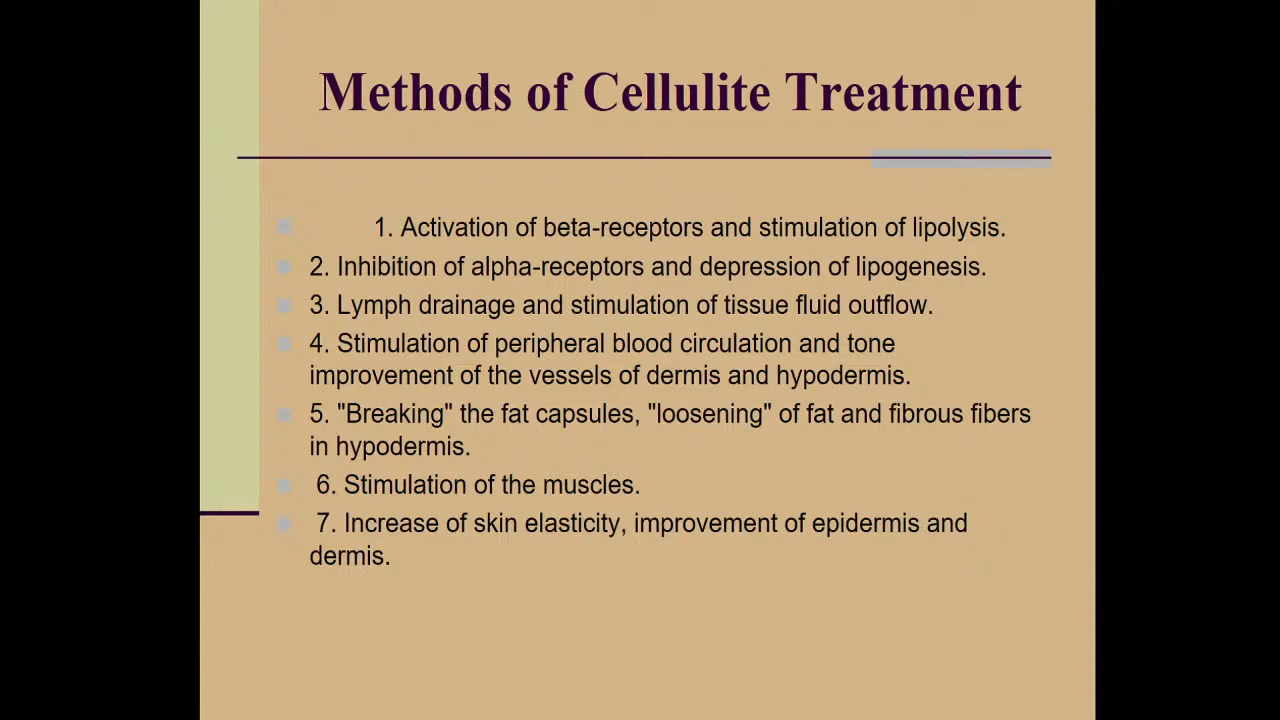 Methods of Cellulite Treatment
1. Activation of beta-receptors and stimulation of lipolysis.
2. Inhibition of alpha-receptors and depression of lipogenesis.
3. Lymph drainage and stimulation of tissue fluid outflow.
4. Stimulation of peripheral blood circulation and tone
improvement of the vessels of dermis and hypodermis.
5. "Breaking" the fat capsules, "loosening" of fat and fibrous fibers
in hypodermis.
6. Stimulation of the muscles.
7. Increase of skin elasticity, improvement of epidermis and
dermis.